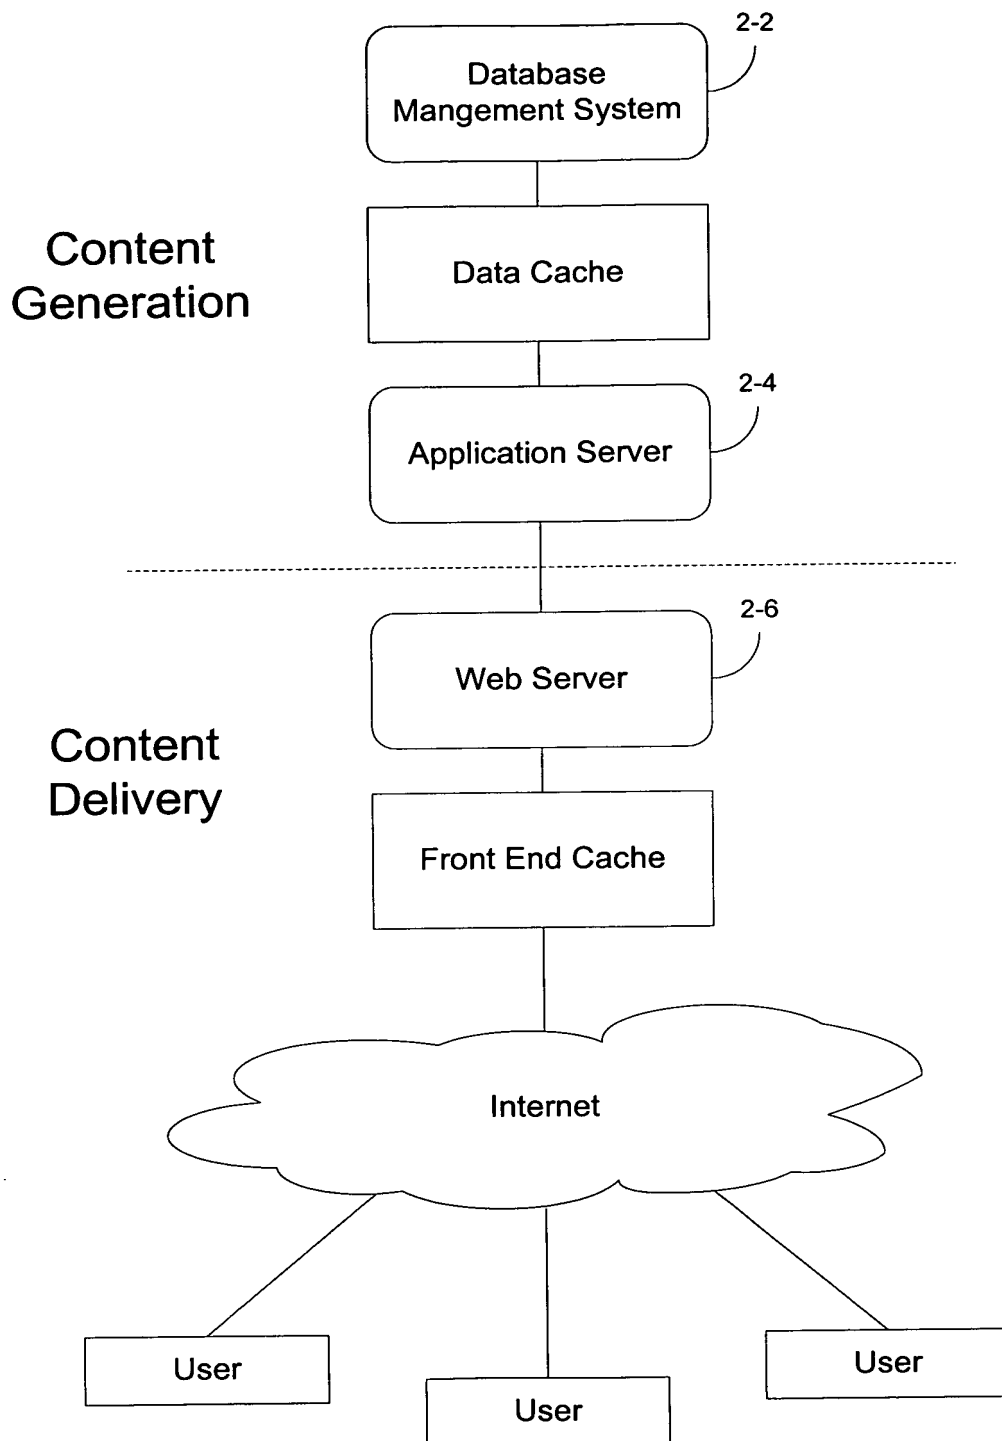 2-2
Database
Mangement System
Content
Generation
Data Cache
2-4
Application Server
2-6
Web Server
Content
Delivery
Front End Cache
Internet
User
User
User